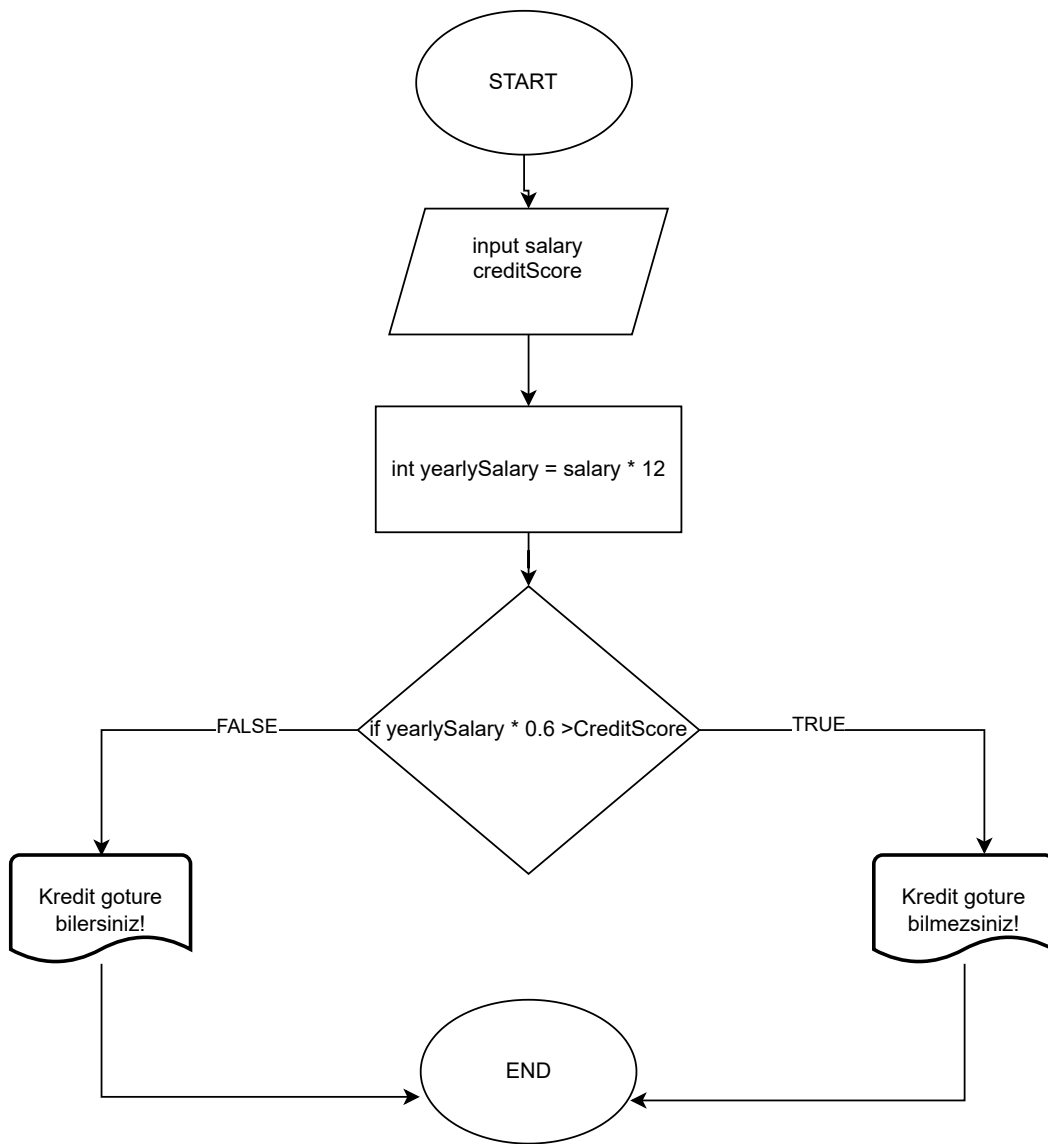 START
input salary
creditScore
int yearlySalary = salary * 12
if yearlySalary * 0.6 >CreditScore
FALSE
TRUE
Kredit goture
bilersiniz!
Kredit goture
bilmezsiniz!
END